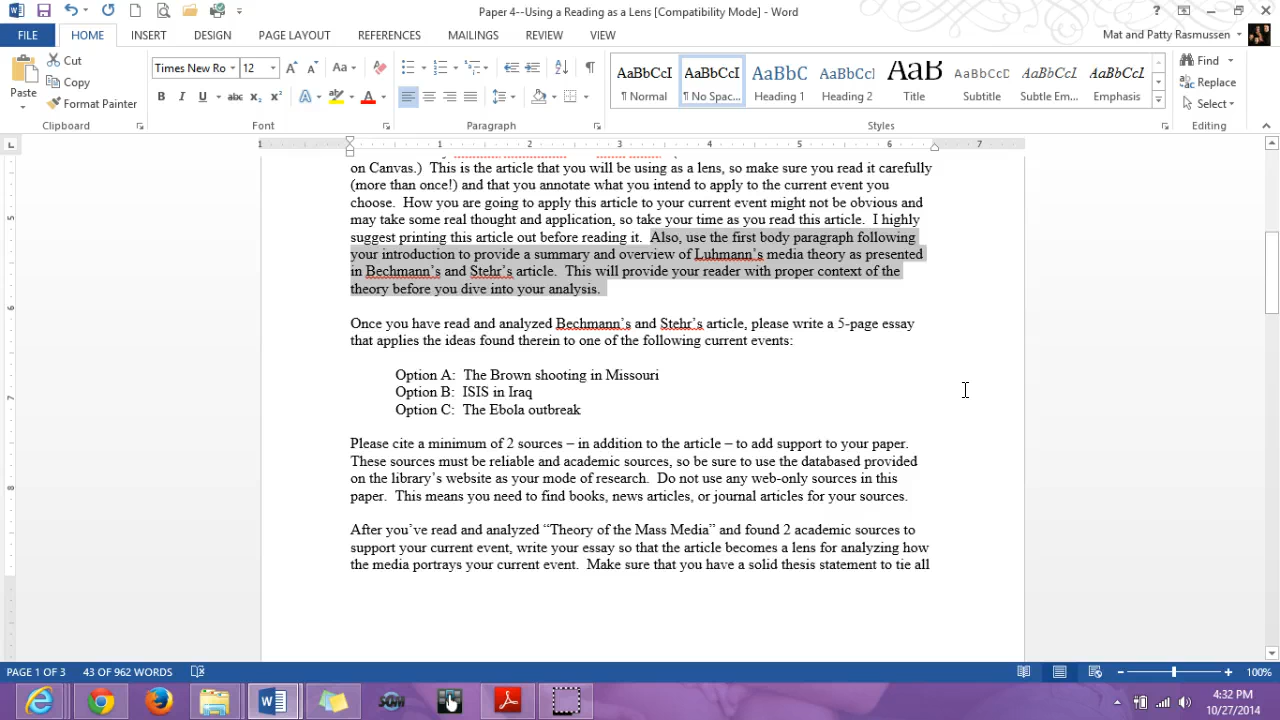 Paper 4--Using a Reading as a Lens [Compatibility Mode] - Word
FILE HOME INSERT DESIGN PAGE LAYOUT REFERENCES MAILINGS REVIEW VIEW Mat and Patty Rasmussen
Cut
Copy
Format Painter
Paste
Clipboard
Times New Ro 12
Font
Paragraph
AaBbCcI AaBbCcI AaBbC AaBbCcI AaB AaBbCcI AaBbCcI AaBbCcI
¶ Normal ¶ No Spac... Heading 1 Heading 2 Title Subtitle Subtle Em... Emphasis
Styles
Find
Replace
Select
Editing
1 1 2 3 4 5 6 7
on Canvas.)  This is the article that you will be using as a lens, so make sure you read it carefully
(more than once!) and that you annotate what you intend to apply to the current event you
choose.  How you are going to apply this article to your current event might not be obvious and
may take some real thought and application, so take your time as you read this article.  I highly
suggest printing this article out before reading it.  Also, use the first body paragraph following
your introduction to provide a summary and overview of Luhmann’s media theory as presented
in Bechmann’s and Stehr’s article.  This will provide your reader with proper context of the
theory before you dive into your analysis.
Once you have read and analyzed Bechmann’s and Stehr’s article, please write a 5-page essay
that applies the ideas found therein to one of the following current events:
Option A:  The Brown shooting in Missouri
Option B:  ISIS in Iraq
Option C:  The Ebola outbreak
Please cite a minimum of 2 sources – in addition to the article – to add support to your paper.
These sources must be reliable and academic sources, so be sure to use the databased provided
on the library’s website as your mode of research.  Do not use any web-only sources in this
paper.  This means you need to find books, news articles, or journal articles for your sources.
After you’ve read and analyzed “Theory of the Mass Media” and found 2 academic sources to
support your current event, write your essay so that the article becomes a lens for analyzing how
the media portrays your current event.  Make sure that you have a solid thesis statement to tie all
PAGE 1 OF 3 43 OF 962 WORDS 100%
4:32 PM
10/27/2014